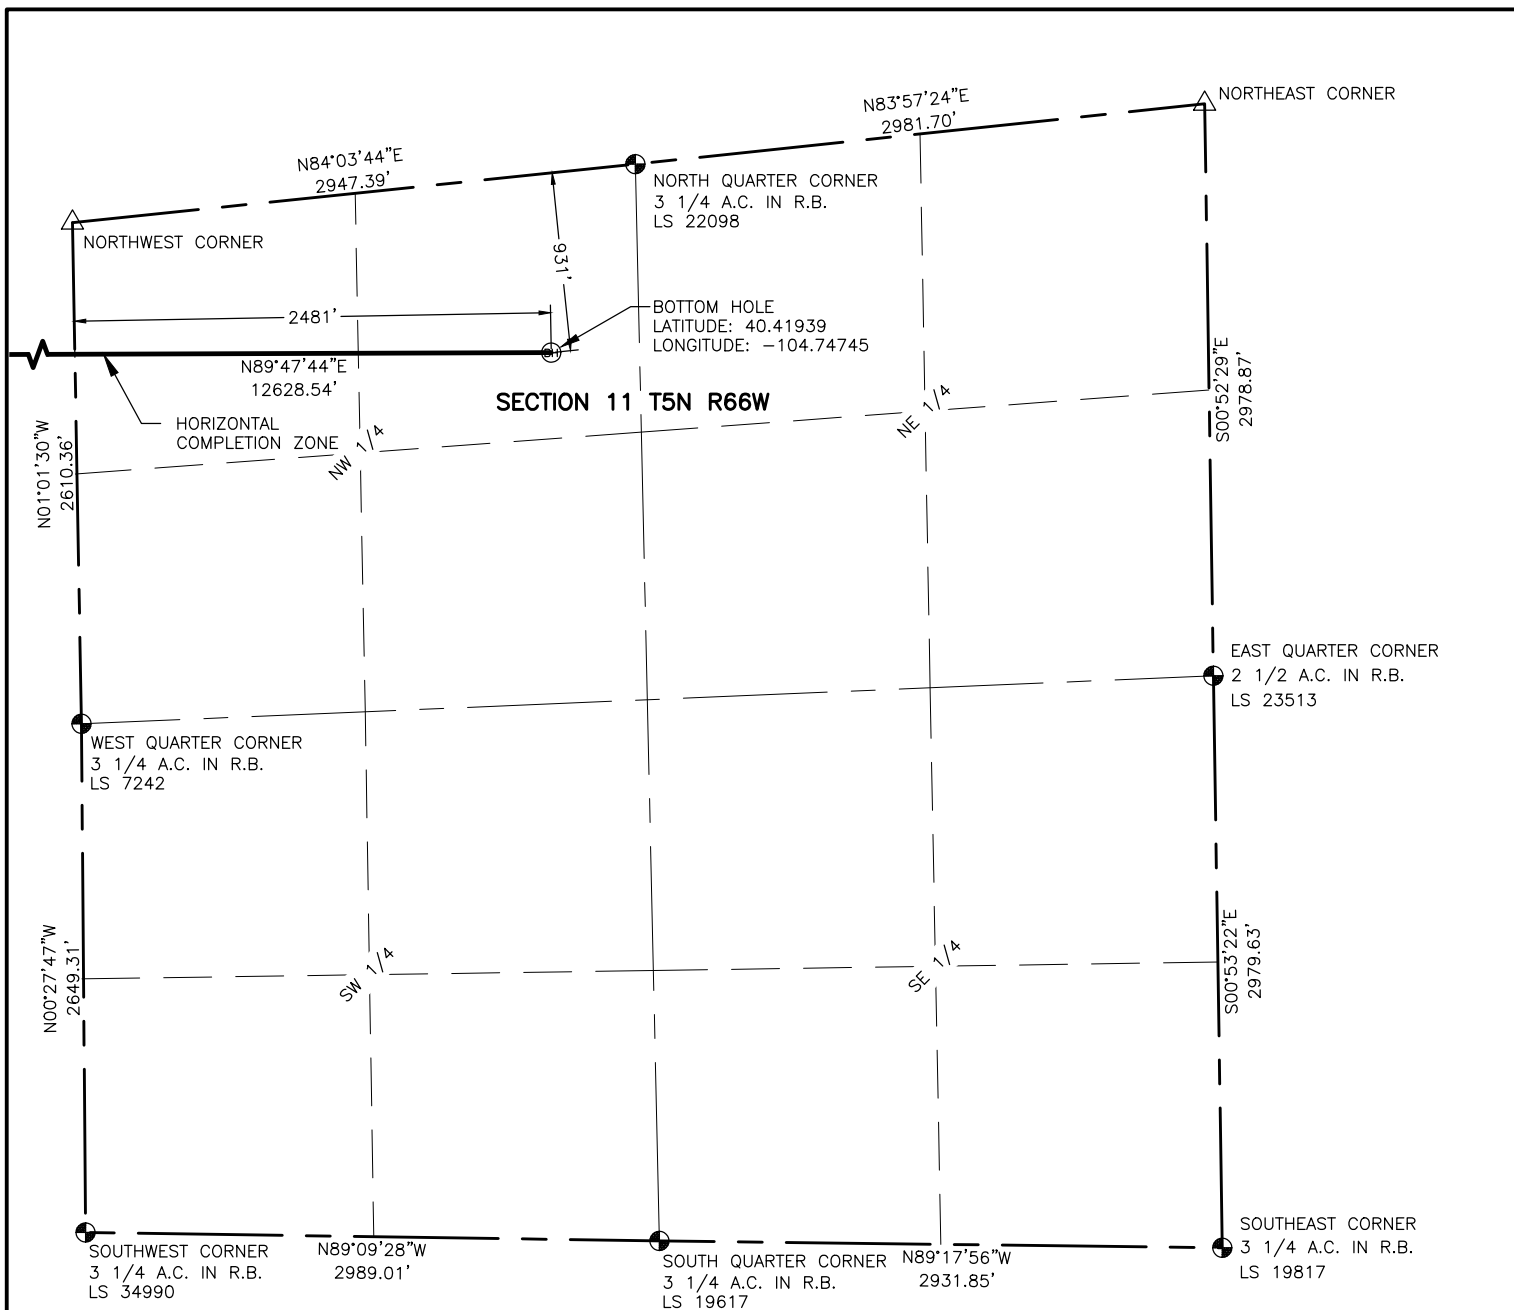 N83°57'24"E
2981.70'
NORTHEAST CORNER
N84°03'44"E
2947.39'
NORTH QUARTER CORNER
3 1/4 A.C. IN R.B.
LS 22098
NORTHWEST CORNER
931'
2481'
BOTTOM HOLE
LATITUDE: 40.41939
LONGITUDE: -104.74745
BH
N89°47'44"E
12628.54'
SECTION 11 T5N R66W
HORIZONTAL
COMPLETION ZONE
NW 1/4
NE 1/4
S00°52'29"E
2978.87'
N01°01'30"W
2610.36'
EAST QUARTER CORNER
2 1/2 A.C. IN R.B.
LS 23513
WEST QUARTER CORNER
3 1/4 A.C. IN R.B.
LS 7242
N00°27'47"W
2649.31'
SW 1/4
SE 1/4
S00°53'22"E
2979.63'
SOUTHWEST CORNER
3 1/4 A.C. IN R.B.
LS 34990
N89°09'28"W
2989.01'
SOUTH QUARTER CORNER
3 1/4 A.C. IN R.B.
LS 19617
N89°17'56"W
2931.85'
SOUTHEAST CORNER
3 1/4 A.C. IN R.B.
LS 19817